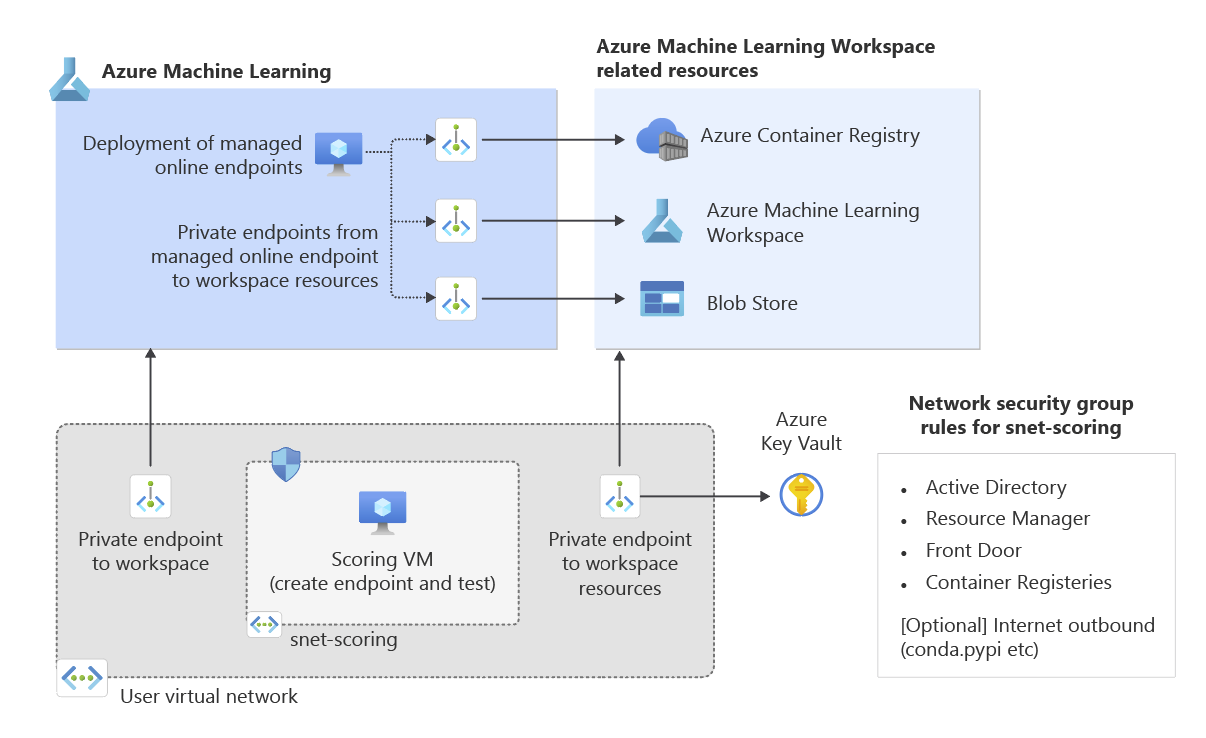 Azure Machine Learning
Azure Machine Learning Workspace
related resources
Deployment of managed
online endpoints
Private endpoints from
managed online endpoint
to workspace resources
Azure Container Registry
Azure Machine Learning
Workspace
Blob Store
Private endpoint
to workspace
Scoring VM
(create endpoint and test)
snet-scoring
Private endpoint
to workspace
resources
User virtual network
Azure
Key Vault
Network security group
rules for snet-scoring
• Active Directory
• Resource Manager
• Front Door
• Container Registeries
[Optional] Internet outbound
(conda.pypi etc)